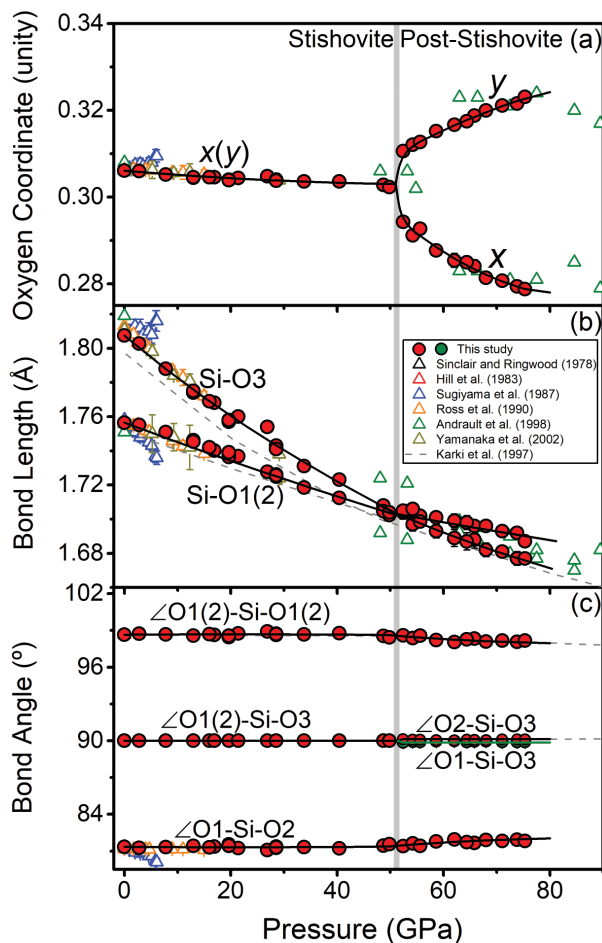 Oxygen Coordinate (unity)
0.34
0.32
0.30
0.28
Stishovite Post-Stishovite (a)
x(y)
y
x
Bond Length (Å)
1.80
1.76
1.72
1.68
(b)
Si-O3
Si-O1(2)
This study
Sinclair and Ringwood (1978)
Hill et al. (1983)
Sugiyama et al. (1987)
Ross et al. (1990)
Andrault et al. (1998)
Yamanaka et al. (2002)
Karki et al. (1997)
Bond Angle (º)
102
96
90
84
(c)
∠O1(2)-Si-O1(2)
∠O1(2)-Si-O3
∠O2-Si-O3
∠O1-Si-O3
∠O1-Si-O2
0 20 40 60 80
Pressure (GPa)